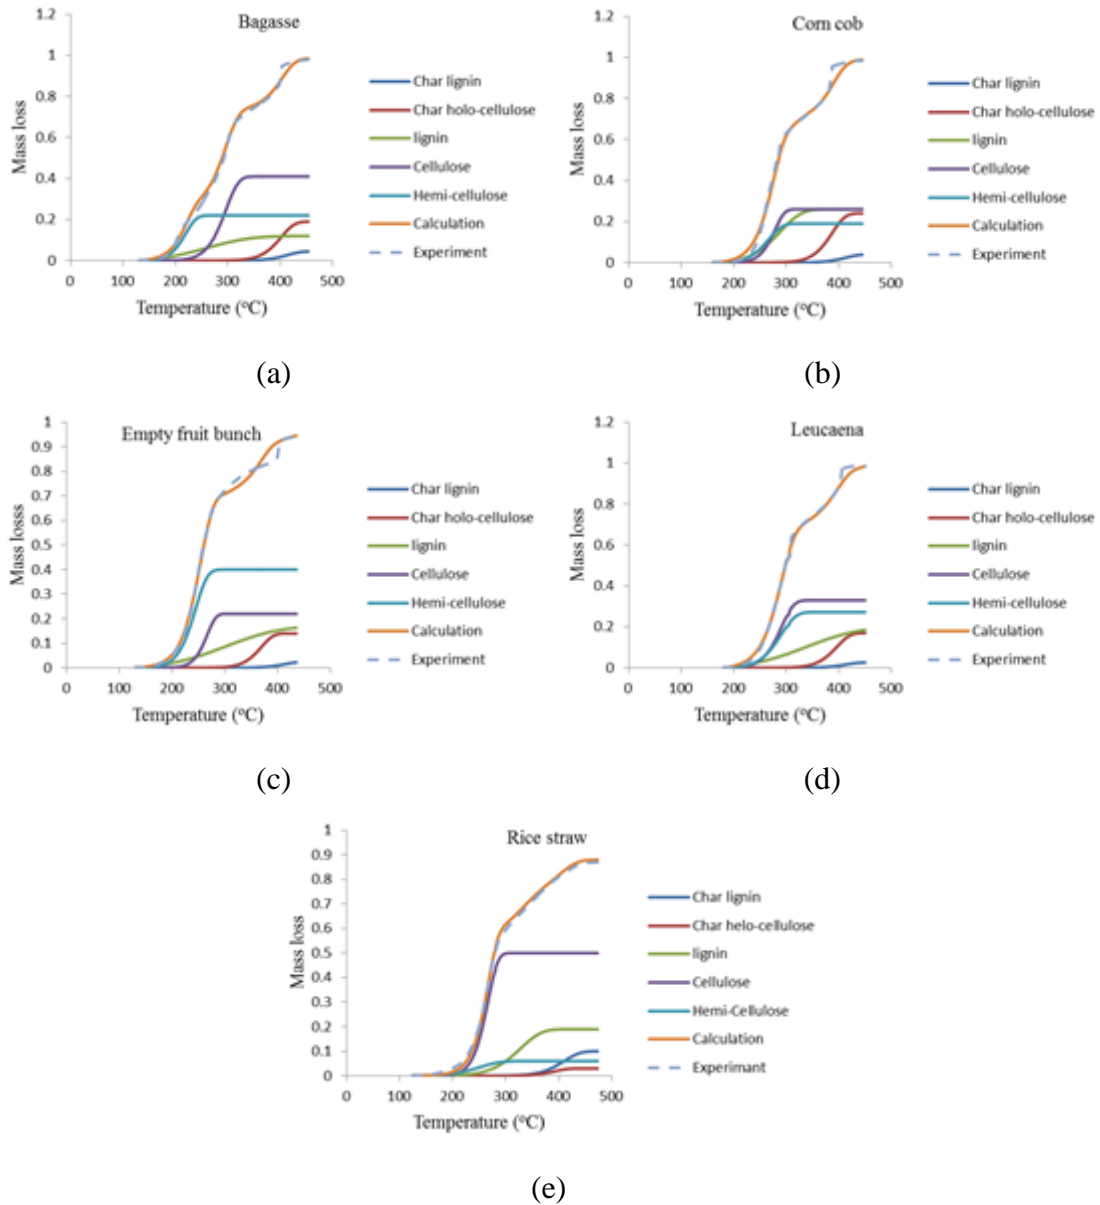 Bagasse
1.2
1
0.8
0.6
0.4
0.2
0
0 100 200 300 400 500
Mass loss
Temperature (°C)
Char lignin
Char holo-cellulose
lignin
Cellulose
Hemi-cellulose
Calculation
Experiment
(a)
Corn cob
1.2
1
0.8
0.6
0.4
0.2
0
0 100 200 300 400 500
Mass loss
Temperature (°C)
Char lignin
Char holo-cellulose
lignin
Cellulose
Hemi-cellulose
Calculation
Experiment
(b)
Empty fruit bunch
1
0.9
0.8
0.7
0.6
0.5
0.4
0.3
0.2
0.1
0
0 100 200 300 400 500
Mass losss
Temperature (°C)
Char lignin
Char holo-cellulose
lignin
Cellulose
Hemi-cellulose
Calculation
Experiment
(c)
Leucaena
1.2
1
0.8
0.6
0.4
0.2
0
0 100 200 300 400 500
Mass loss
Temperature (°C)
Char lignin
Char holo-cellulose
lignin
Cellulose
Hemi-cellulose
Calculation
Experiment
(d)
Rice straw
1
0.9
0.8
0.7
0.6
0.5
0.4
0.3
0.2
0.1
0
0 100 200 300 400 500
Mass loss
Temperature (°C)
Char lignin
Char helo-cellulose
lignin
Cellulose
Hemi-Cellulose
Calculation
Experimant
(e)